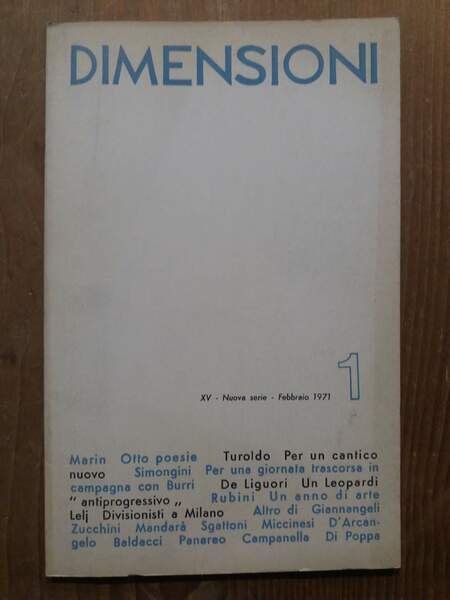 DIMENSIONI
1
XV - Nuova serie - Febbraio 1971
Marin Otto poesie Turoldo Per un cantico
nuovo Simongini Per una giornata trascorsa in
campagna con Burri De Liguori Un Leopardi
“ antiprogressivo „ Rubini Un anno di arte
Lelj Divisionisti a Milano Altro di Giannangeli
Zucchini Mandarà Sgattoni Miccinesi D'Arcan-
gelo Baldacci Panareo Campanella Di Poppa